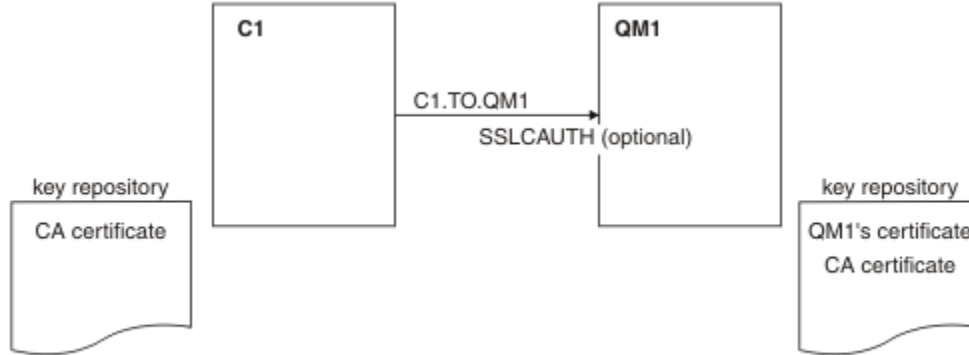 C1
QM1
C1.TO.QM1
SSLCAUTH (optional)
key repository
CA certificate
key repository
QM1's certificate
CA certificate